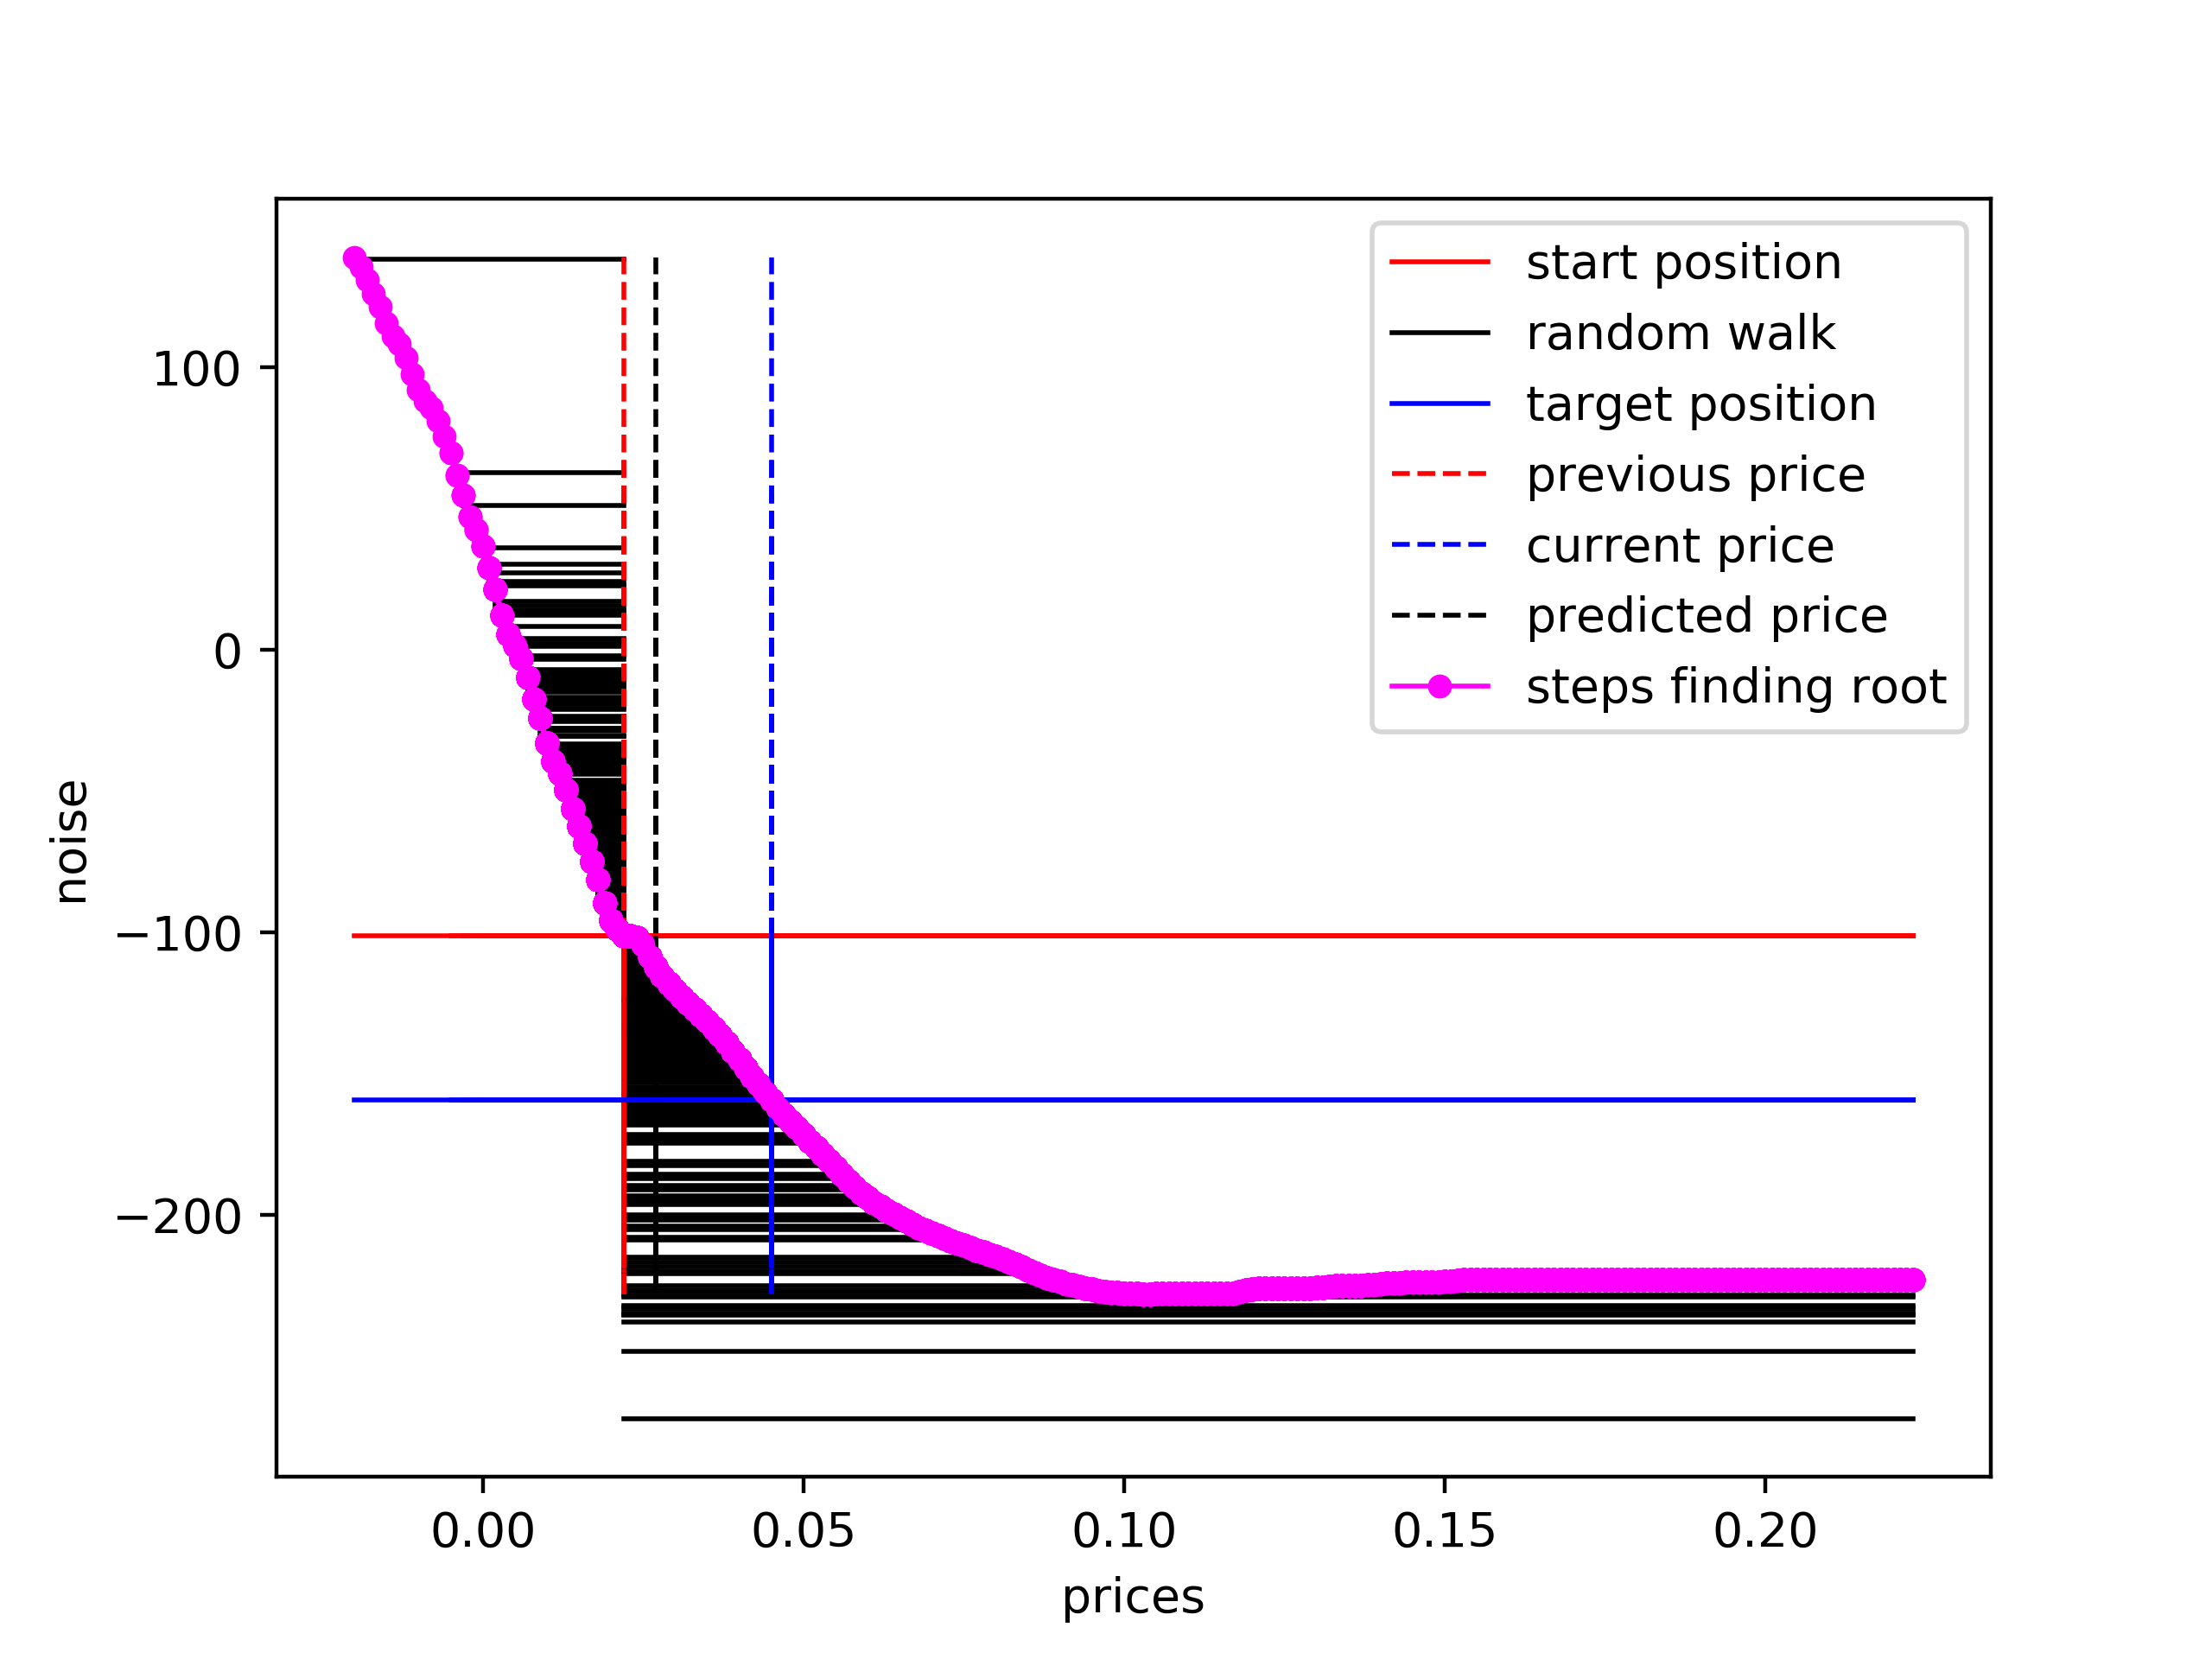 start position
random walk
target position
previous price
current price
predicted price
steps finding root
100
0
−100
−200
noise
0.00 0.05 0.10 0.15 0.20
prices